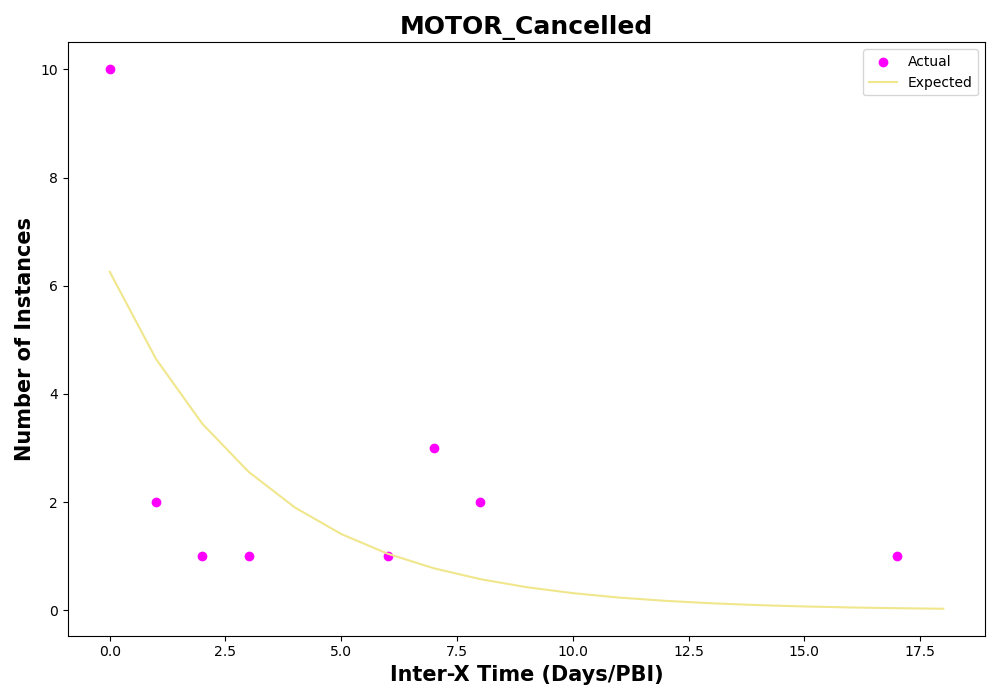 MOTOR_Cancelled
Actual
Expected
Number of Instances
10
8
6
4
2
0
0.0 2.5 5.0 7.5 10.0 12.5 15.0 17.5
Inter-X Time (Days/PBI)